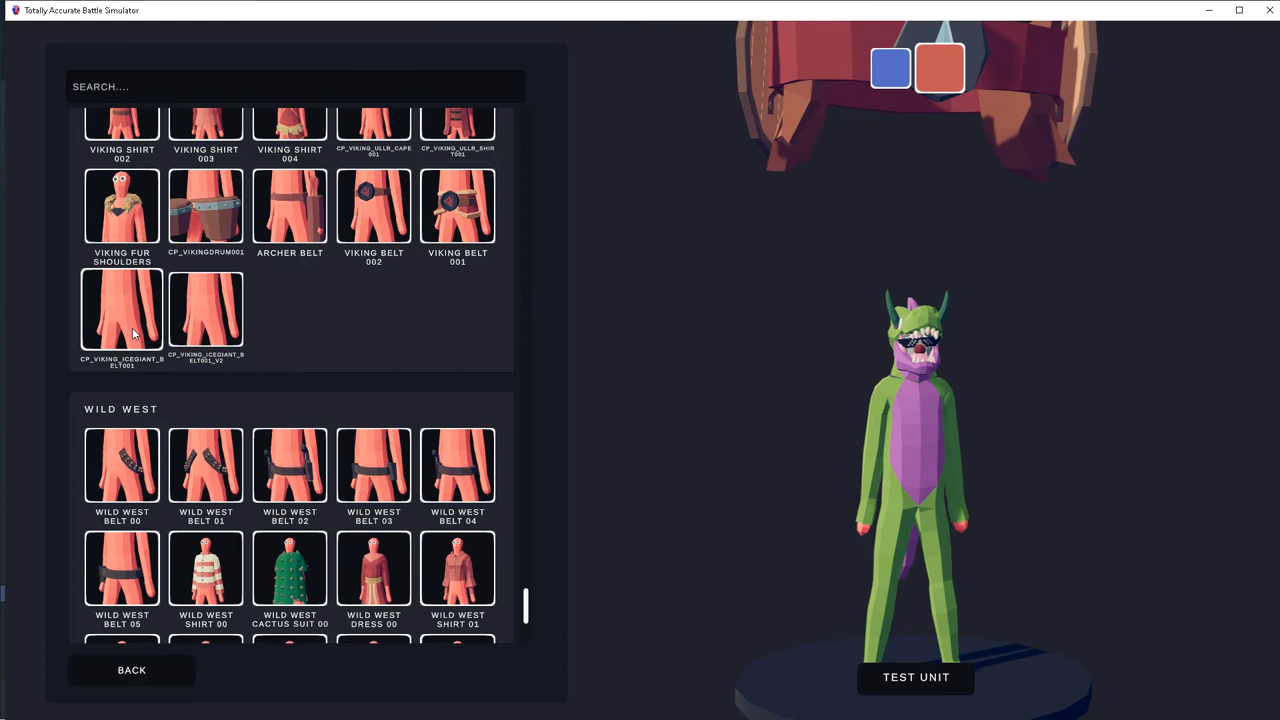 Totally Accurate Battle Simulator
SEARCH....
VIKING SHIRT
002
VIKING SHIRT
003
VIKING SHIRT
004
CP_VIKING_ULLR_CAPE
001
CP_VIKING_ULLR_SHIR
T001
VIKING FUR
SHOULDERS
CP_VIKINGDRUM001
ARCHER BELT
VIKING BELT
002
VIKING BELT
001
CP_VIKING_ICEGIANT_B
ELT001
CP_VIKING_ICEGIANT_B
ELT001_V2
WILD WEST
WILD WEST
BELT 00
WILD WEST
BELT 01
WILD WEST
BELT 02
WILD WEST
BELT 03
WILD WEST
BELT 04
WILD WEST
BELT 05
WILD WEST
SHIRT 00
WILD WEST
CACTUS SUIT 00
WILD WEST
DRESS 00
WILD WEST
SHIRT 01
BACK
TEST UNIT